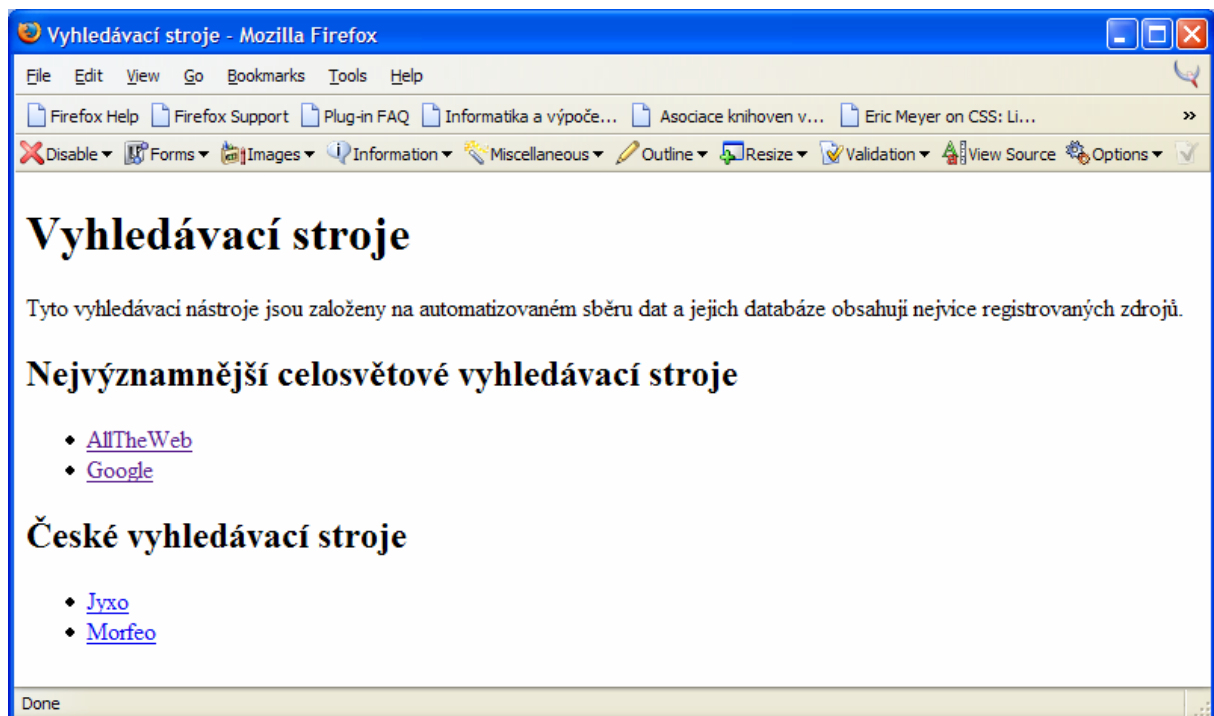 Vyhledávací stroje - Mozilla Firefox
File Edit View Go Bookmarks Tools Help
Firefox Help Firefox Support Plug-in FAQ Informatika a výpoče... Asociace knihoven v... Eric Meyer on CSS: Li... »
Disable Forms Images Information Miscellaneous Outline Resize Validation View Source Options
Vyhledávací stroje
Tyto vyhledávací nástroje jsou založeny na automatizovaném sběru dat a jejich databáze obsahují nejvíce registrovaných zdrojů.
Nejvýznamnější celosvětové vyhledávací stroje
• AllTheWeb
• Google
České vyhledávací stroje
• Jyxo
• Morfeo
Done